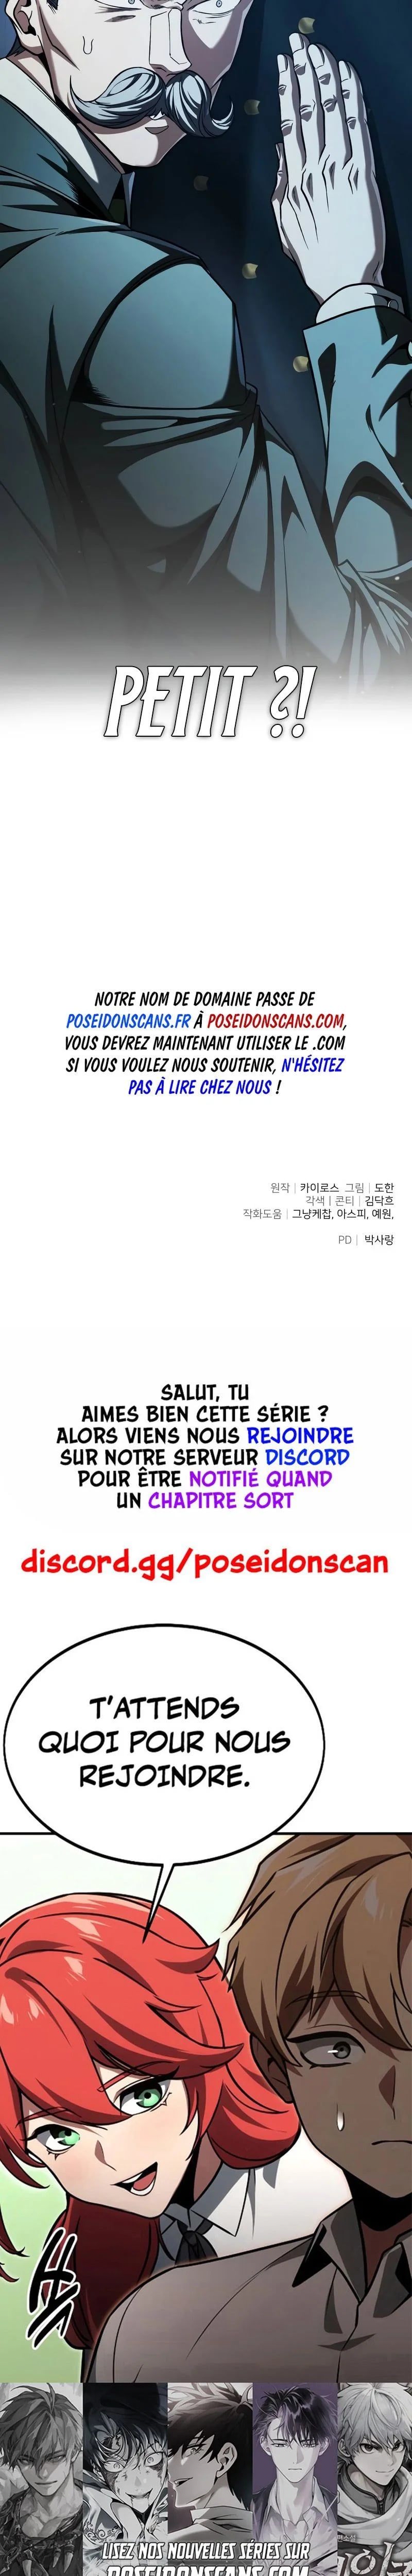 PETIT ?!
NOTRE NOM DE DOMAINE PASSE DE
POSEIDONSCANS.FR À POSEIDONSCANS.COM,
VOUS DEVREZ MAINTENANT UTILISER LE .COM
SI VOUS VOULEZ NOUS SOUTENIR, N'HÉSITEZ
PAS À LIRE CHEZ NOUS !
원작 | 카이로스 그림 | 도한
각색 | 콘티 | 김닥흐
작화도움 | 그냥케찹, 아스피, 예원,
PD | 박사랑
SALUT, TU
AIMES BIEN CETTE SÉRIE ?
ALORS VIENS NOUS REJOINDRE
SUR NOTRE SERVEUR DISCORD
POUR ÊTRE NOTIFIÉ QUAND
UN CHAPITRE SORT
discord.gg/poseidonscan
T'ATTENDS
QUOI POUR NOUS
REJOINDRE.
LISEZ NOS NOUVELLES SÉRIES SUR
POSEIDONSCANS.COM